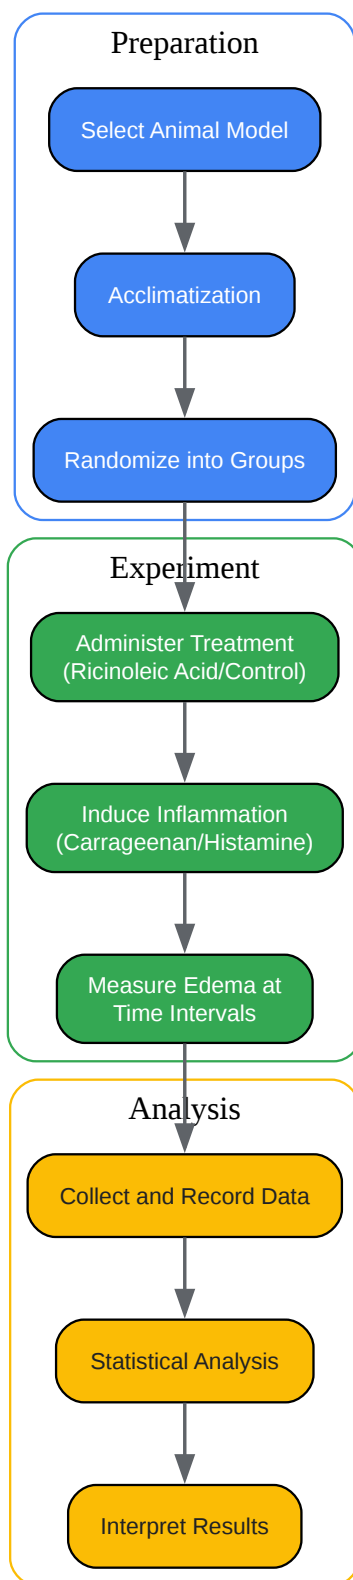 Preparation
Select Animal Model
Acclimatization
Randomize into Groups
Experiment
Administer Treatment
(Ricinoleic Acid/Control)
Induce Inflammation
(Carrageenan/Histamine)
Measure Edema at
Time Intervals
Analysis
Collect and Record Data
Statistical Analysis
Interpret Results